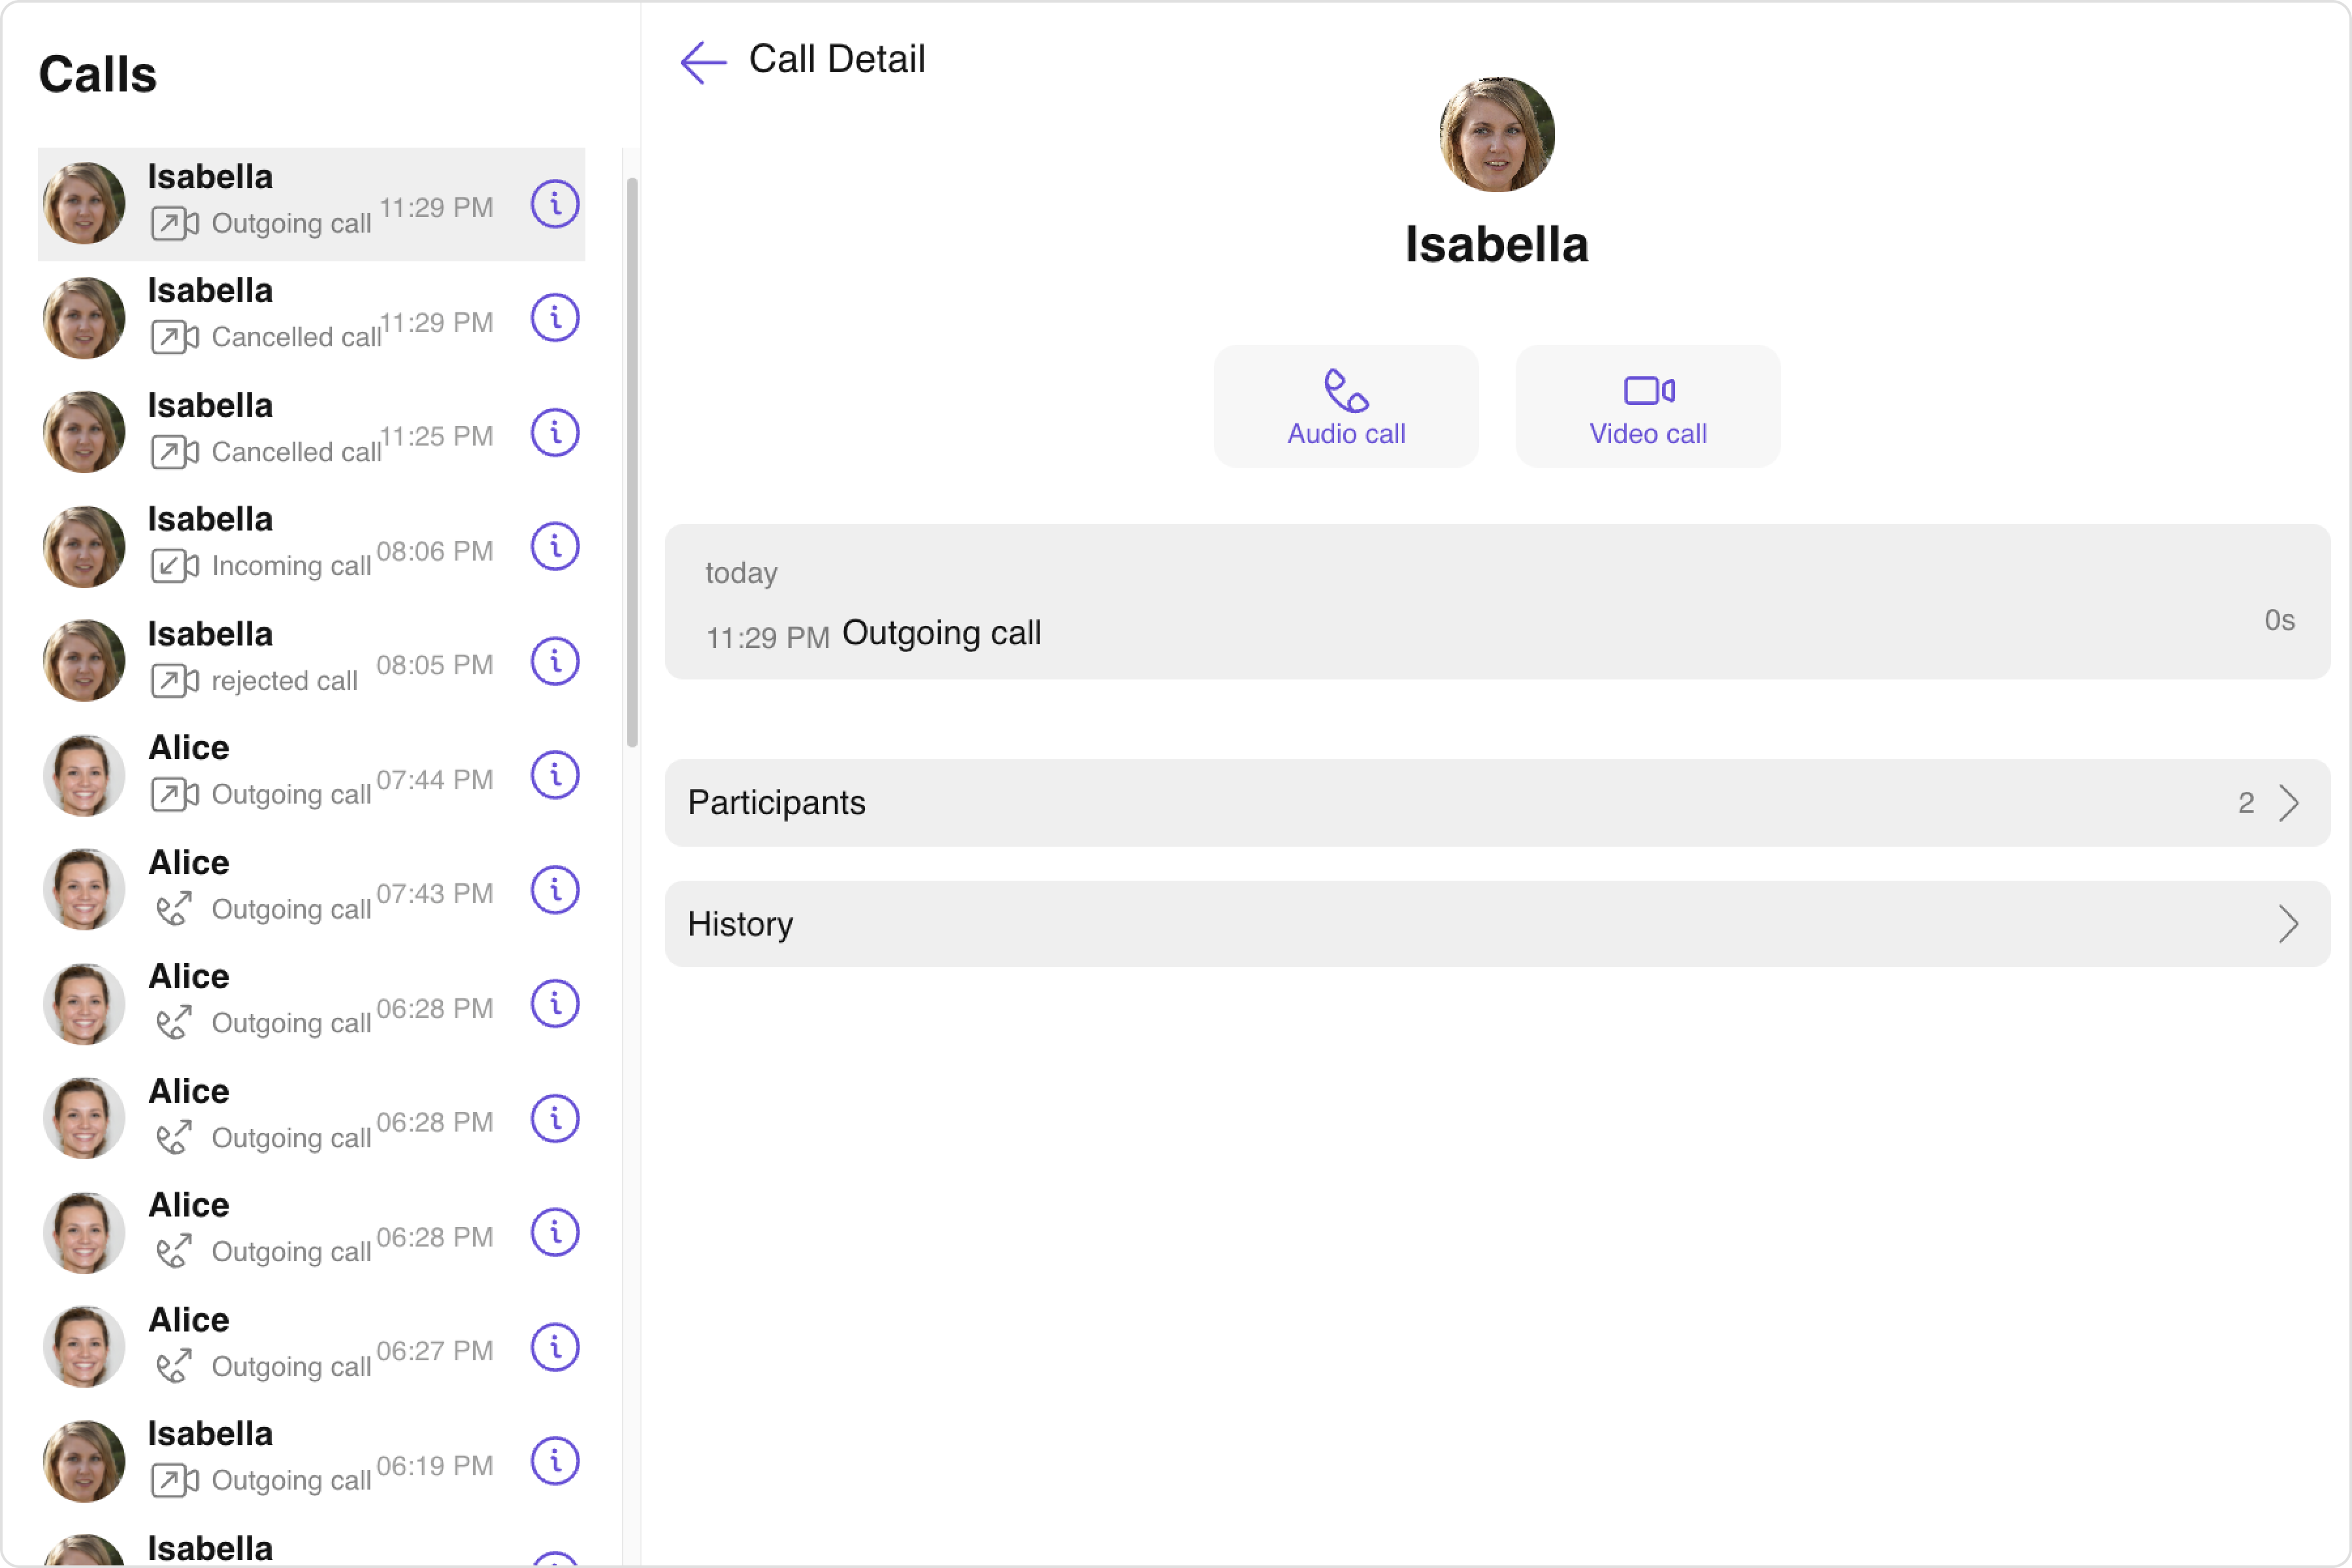 Calls
Isabella
Outgoing call 11:29 PM
Isabella
Cancelled call 11:29 PM
Isabella
Cancelled call 11:25 PM
Isabella
Incoming call 08:06 PM
Isabella
rejected call 08:05 PM
Alice
Outgoing call 07:44 PM
Alice
Outgoing call 07:43 PM
Alice
Outgoing call 06:28 PM
Alice
Outgoing call 06:28 PM
Alice
Outgoing call 06:28 PM
Alice
Outgoing call 06:27 PM
Isabella
Outgoing call 06:19 PM
Isabella
Call Detail
Isabella
Audio call
Video call
today
11:29 PM Outgoing call 0s
Participants 2
History